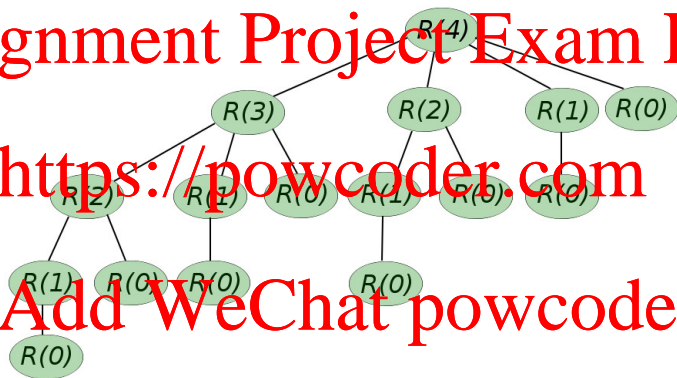 gnment Project Exam
R(4)
R(3) R(2) R(1) R(0)
https://powcoder.com
R(2) R(1) R(0) R(1) R(0) R(0)
R(1) R(0) R(0) R(0)
Add WeChat powcode
R(0)